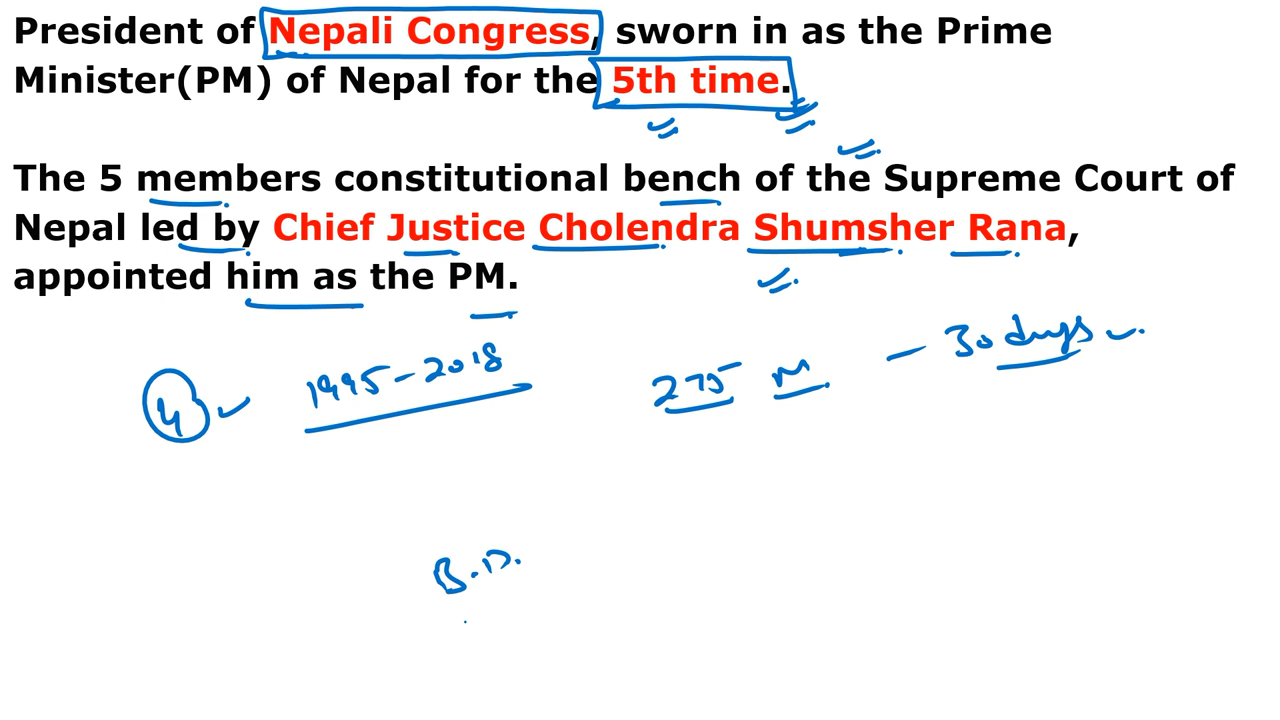 President of Nepali Congress, sworn in as the Prime
Minister(PM) of Nepal for the 5th time.
The 5 members constitutional bench of the Supreme Court of
Nepal led by Chief Justice Cholendra Shumsher Rana,
appointed him as the PM.
4 1995-2018 275 M - 30 days
B.D.